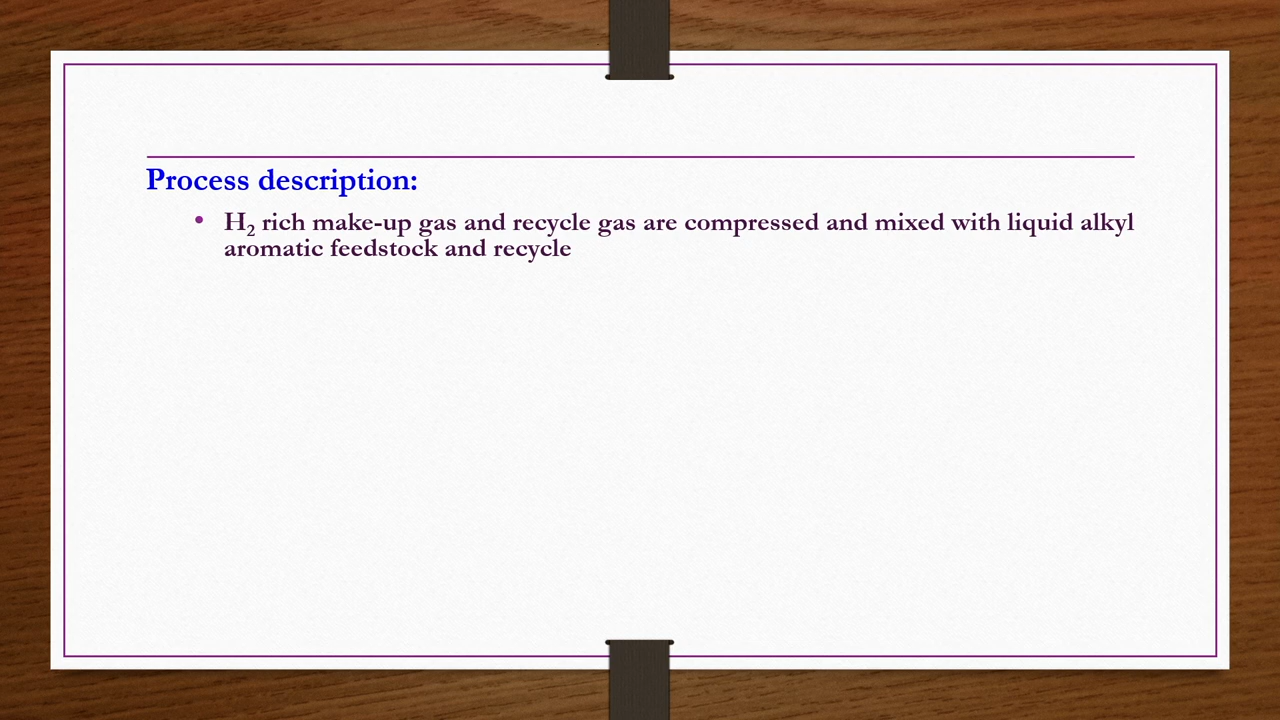 Process description:
• H₂ rich make-up gas and recycle gas are compressed and mixed with liquid alkyl
aromatic feedstock and recycle